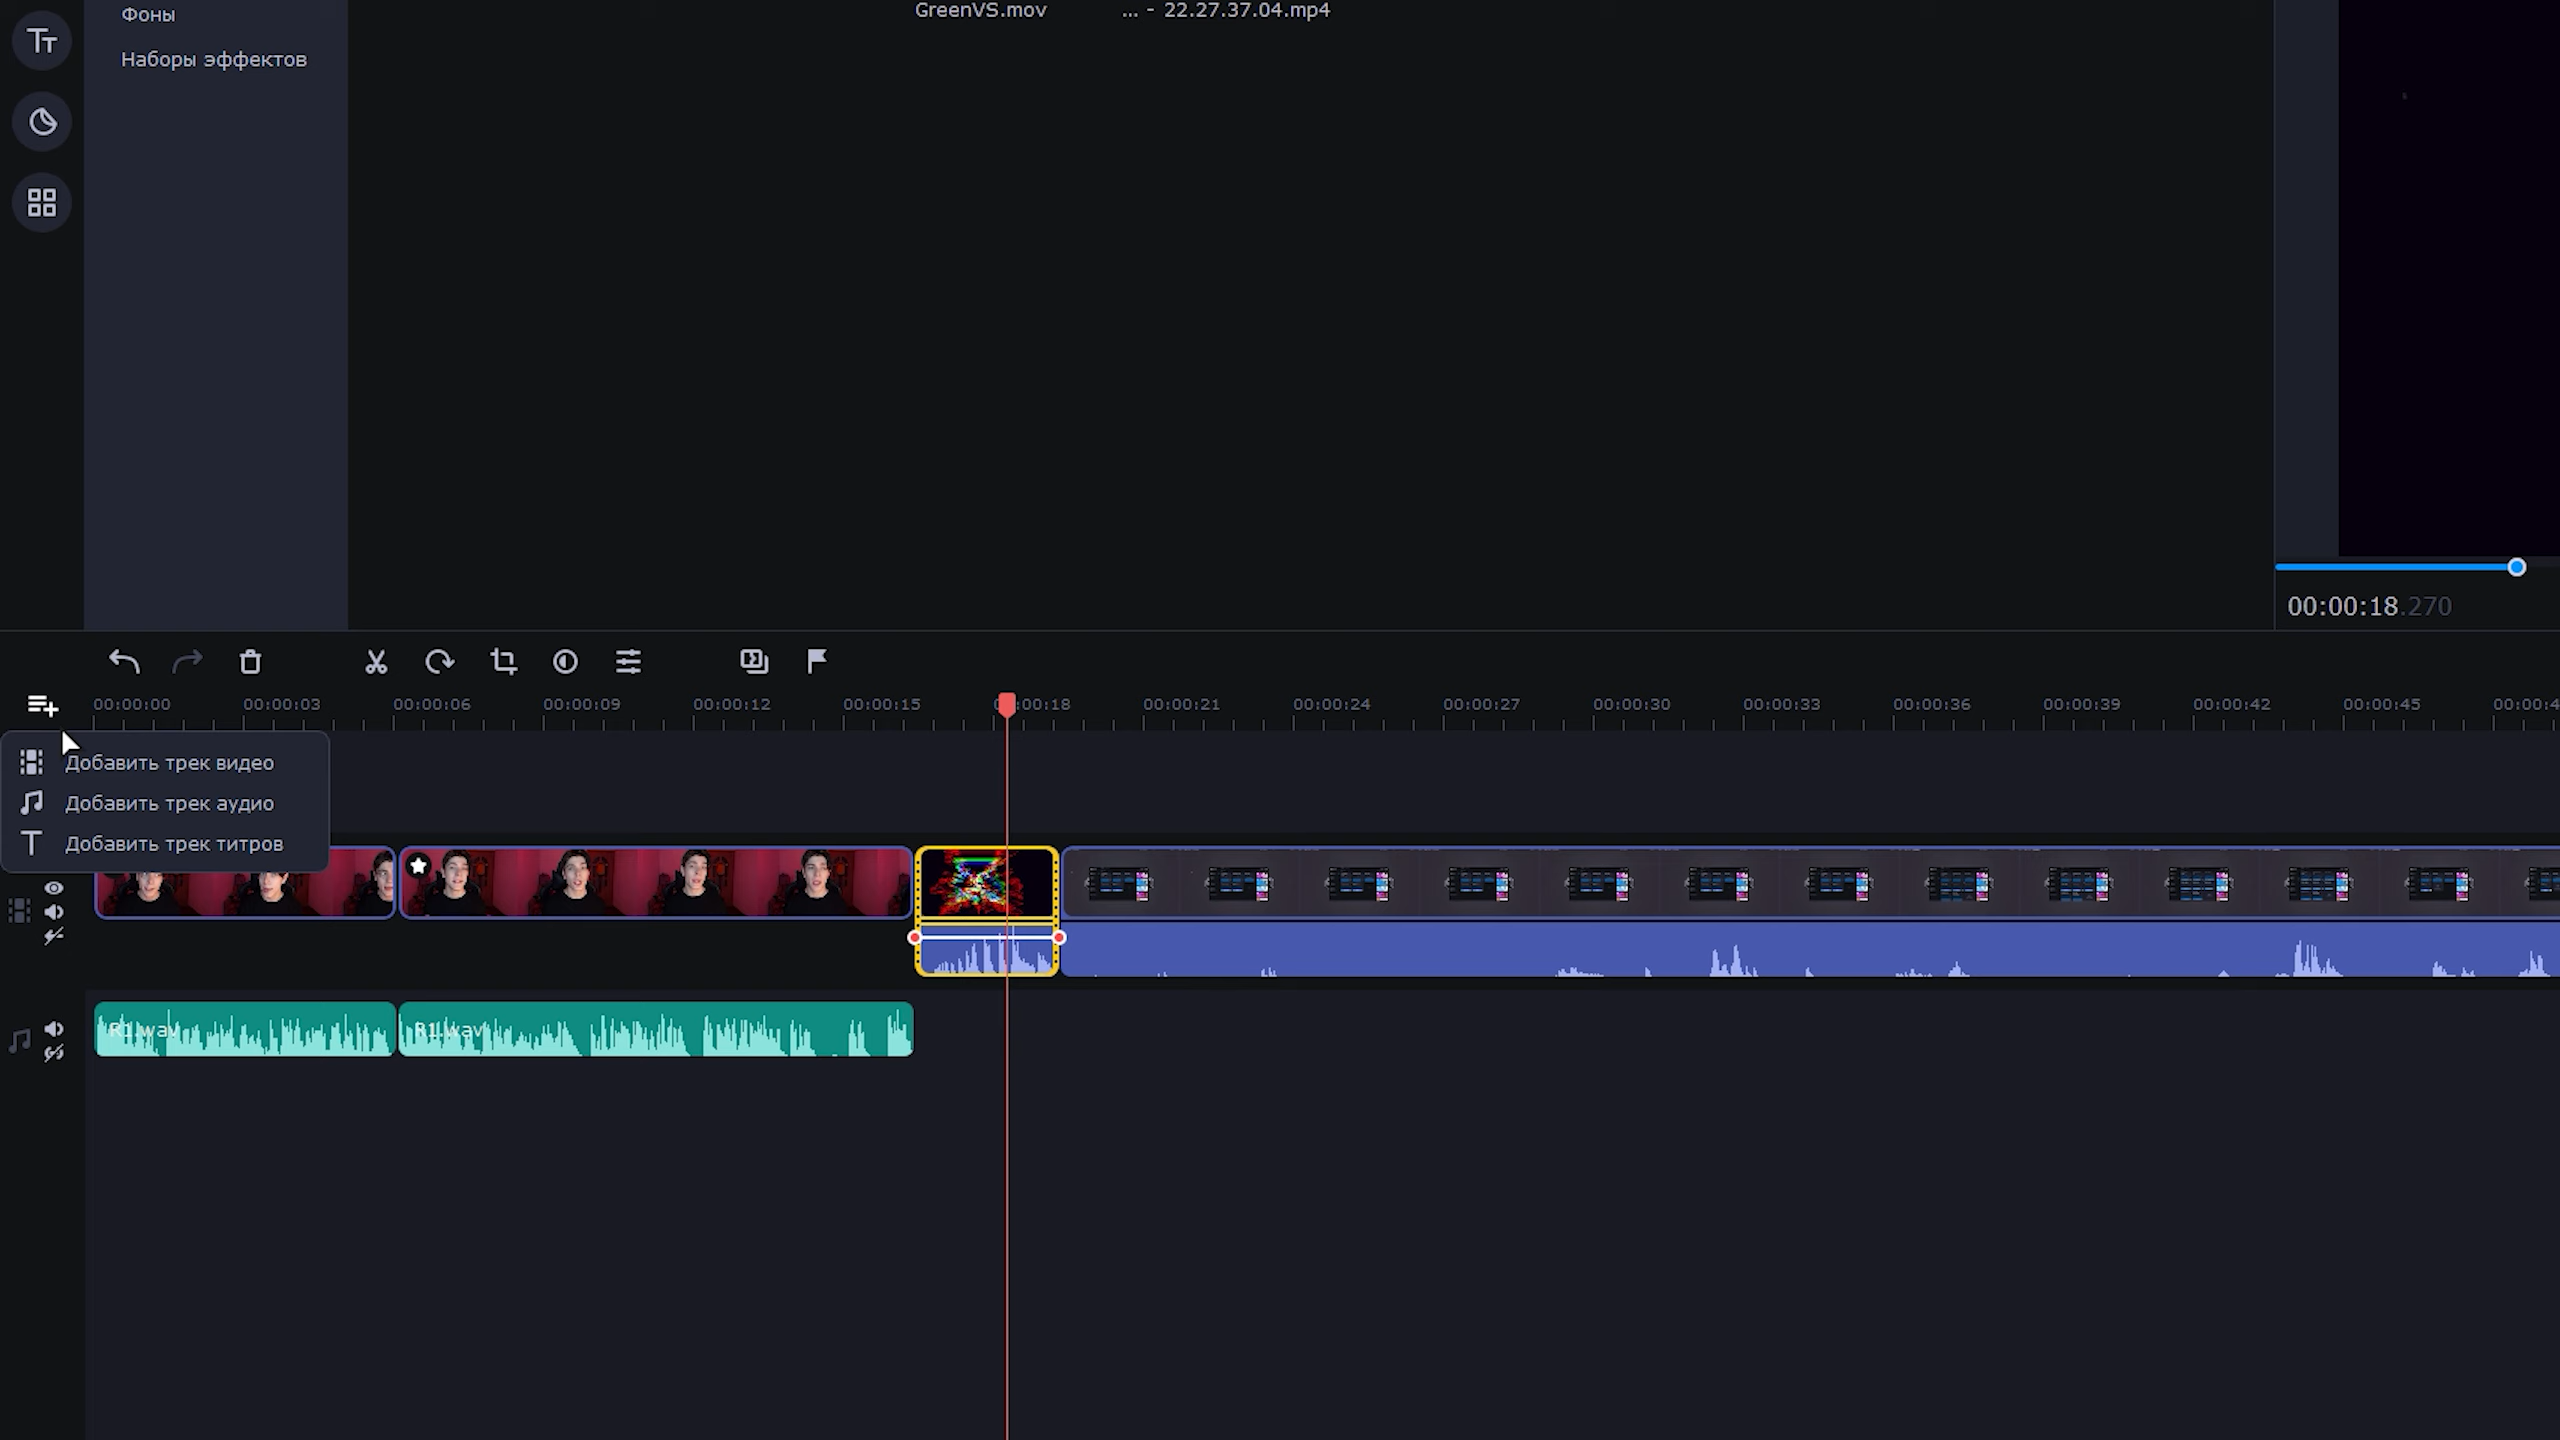 GreenVS.mov
... - 22.27.37.04.mp4
Фоны
Наборы эффектов
00:00:18.270
00:00:00
00:00:03
00:00:06
00:00:09
00:00:12
00:00:15
00:18
00:00:21
00:00:24
00:00:27
00:00:30
00:00:33
00:00:36
00:00:39
00:00:42
00:00:45
00:00:4
Добавить трек видео
Добавить трек аудио
Добавить трек титров
R1.wav
R1.wav